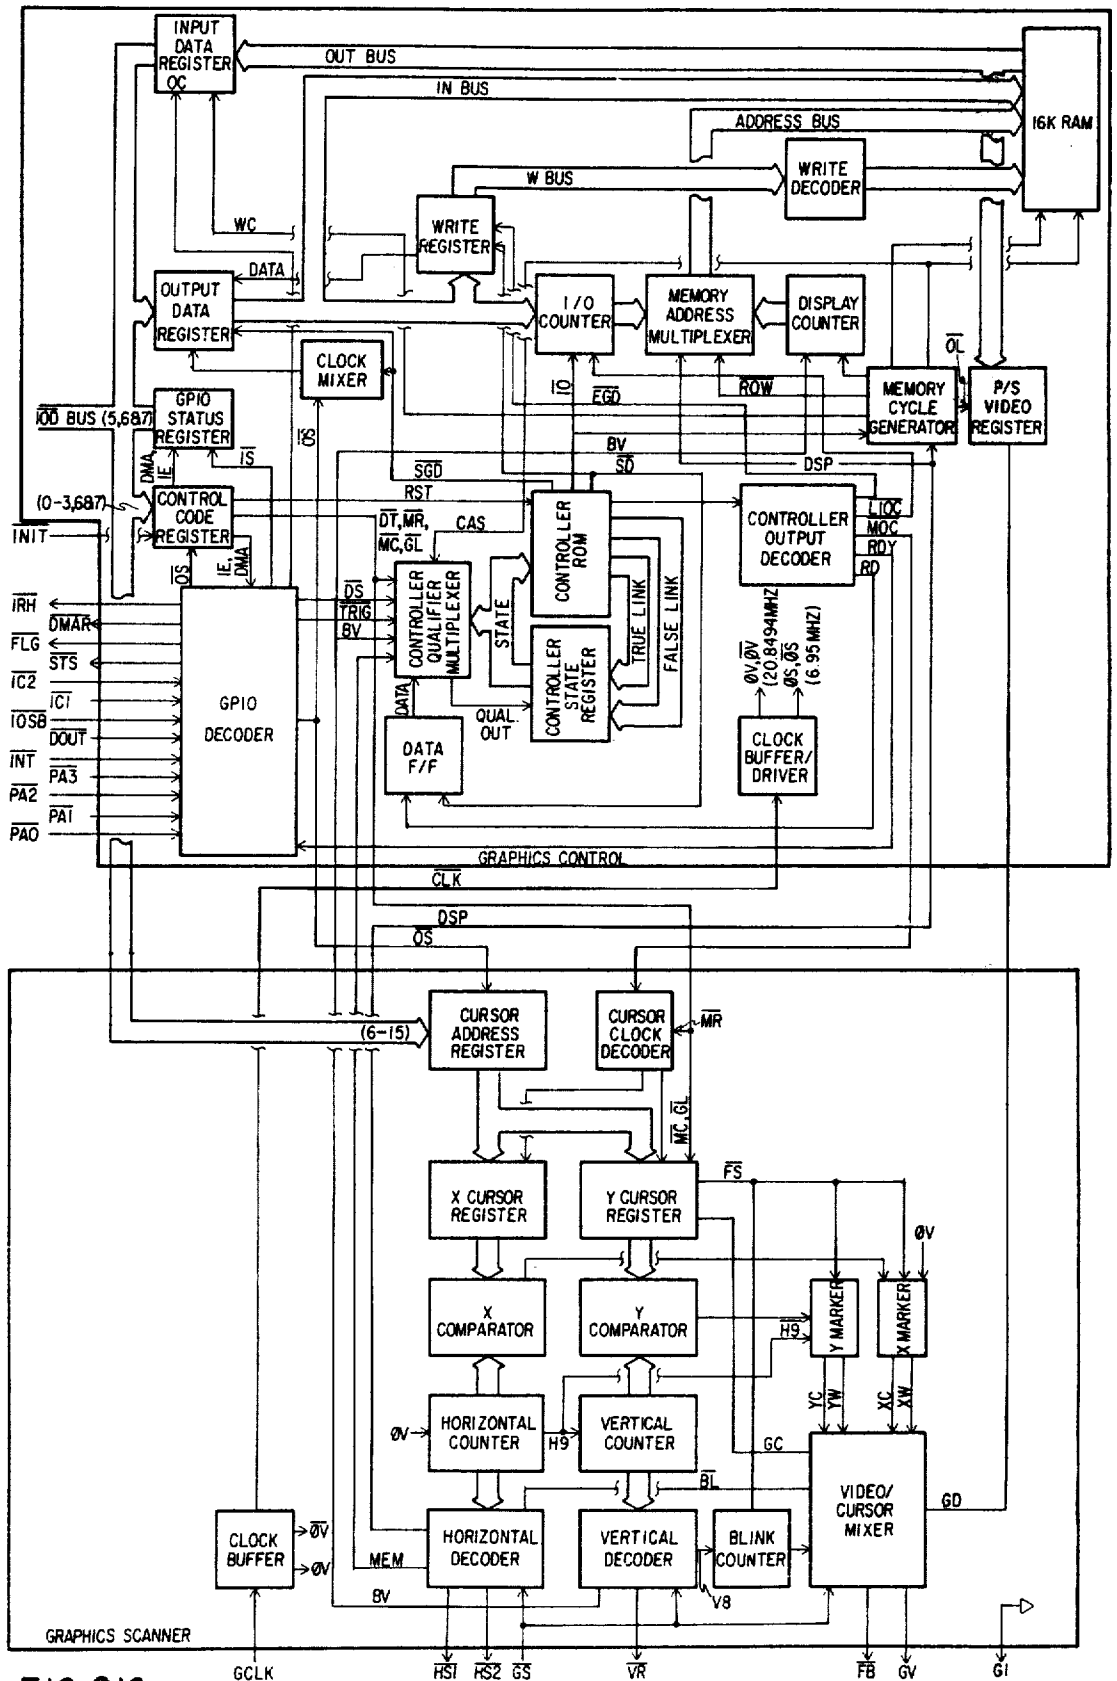 INPUT
DATA
REGISTER
OC
OUT BUS
IN BUS
ADDRESS BUS
16K RAM
W BUS
WRITE
DECODER
WRITE
REGISTER
WC
DATA
OUTPUT
DATA
REGISTER
I/O
COUNTER
MEMORY
ADDRESS
MULTIPLEXER
DISPLAY
COUNTER
CLOCK
MIXER
OL
ROW
IO
EGD
MEMORY
CYCLE
GENERATOR
P/S
VIDEO
REGISTER
GPIO
STATUS
REGISTER
IOD BUS (5,6&7)
OS
BV
DMA,
IE
IS
SGD
SD
DSP
RST
(0-3,6&7)
CONTROL
CODE
REGISTER
INIT
DT, MR,
MC, GL
CAS
CONTROLLER
ROM
CONTROLLER
OUTPUT
DECODER
LIOC
MOC
RDY
RD
OS
IE,
DMA
DS
TRIG
BV
CONTROLLER
QUALIFIER
MULTIPLEXER
STATE
TRUE LINK
FALSE LINK
CONTROLLER
STATE
REGISTER
ØV,ØV
(20.8494MHZ
ØS,ØS
(6.95MHZ)
IRH
DMAR
FLG
STS
IC2
IC1
IOSB
DOUT
INT
PA3
PA2
PA1
PA0
GPIO
DECODER
DATA
QUAL.
OUT
DATA
F/F
CLOCK
BUFFER/
DRIVER
GRAPHICS CONTROL
CLK
DSP
OS
(6-15)
CURSOR
ADDRESS
REGISTER
CURSOR
CLOCK
DECODER
MR
MC, GL
X CURSOR
REGISTER
Y CURSOR
REGISTER
FS
ØV
X
COMPARATOR
Y
COMPARATOR
H9
Y MARKER
X MARKER
YC
YW
XC
XW
ØV
HORIZONTAL
COUNTER
H9
VERTICAL
COUNTER
GC
BL
VIDEO/
CURSOR
MIXER
GD
CLOCK
BUFFER
ØV
ØV
MEM
HORIZONTAL
DECODER
VERTICAL
DECODER
BLINK
COUNTER
BV
V8
GRAPHICS SCANNER
GCLK
HS1
HS2
GS
VR
FB
GV
G1